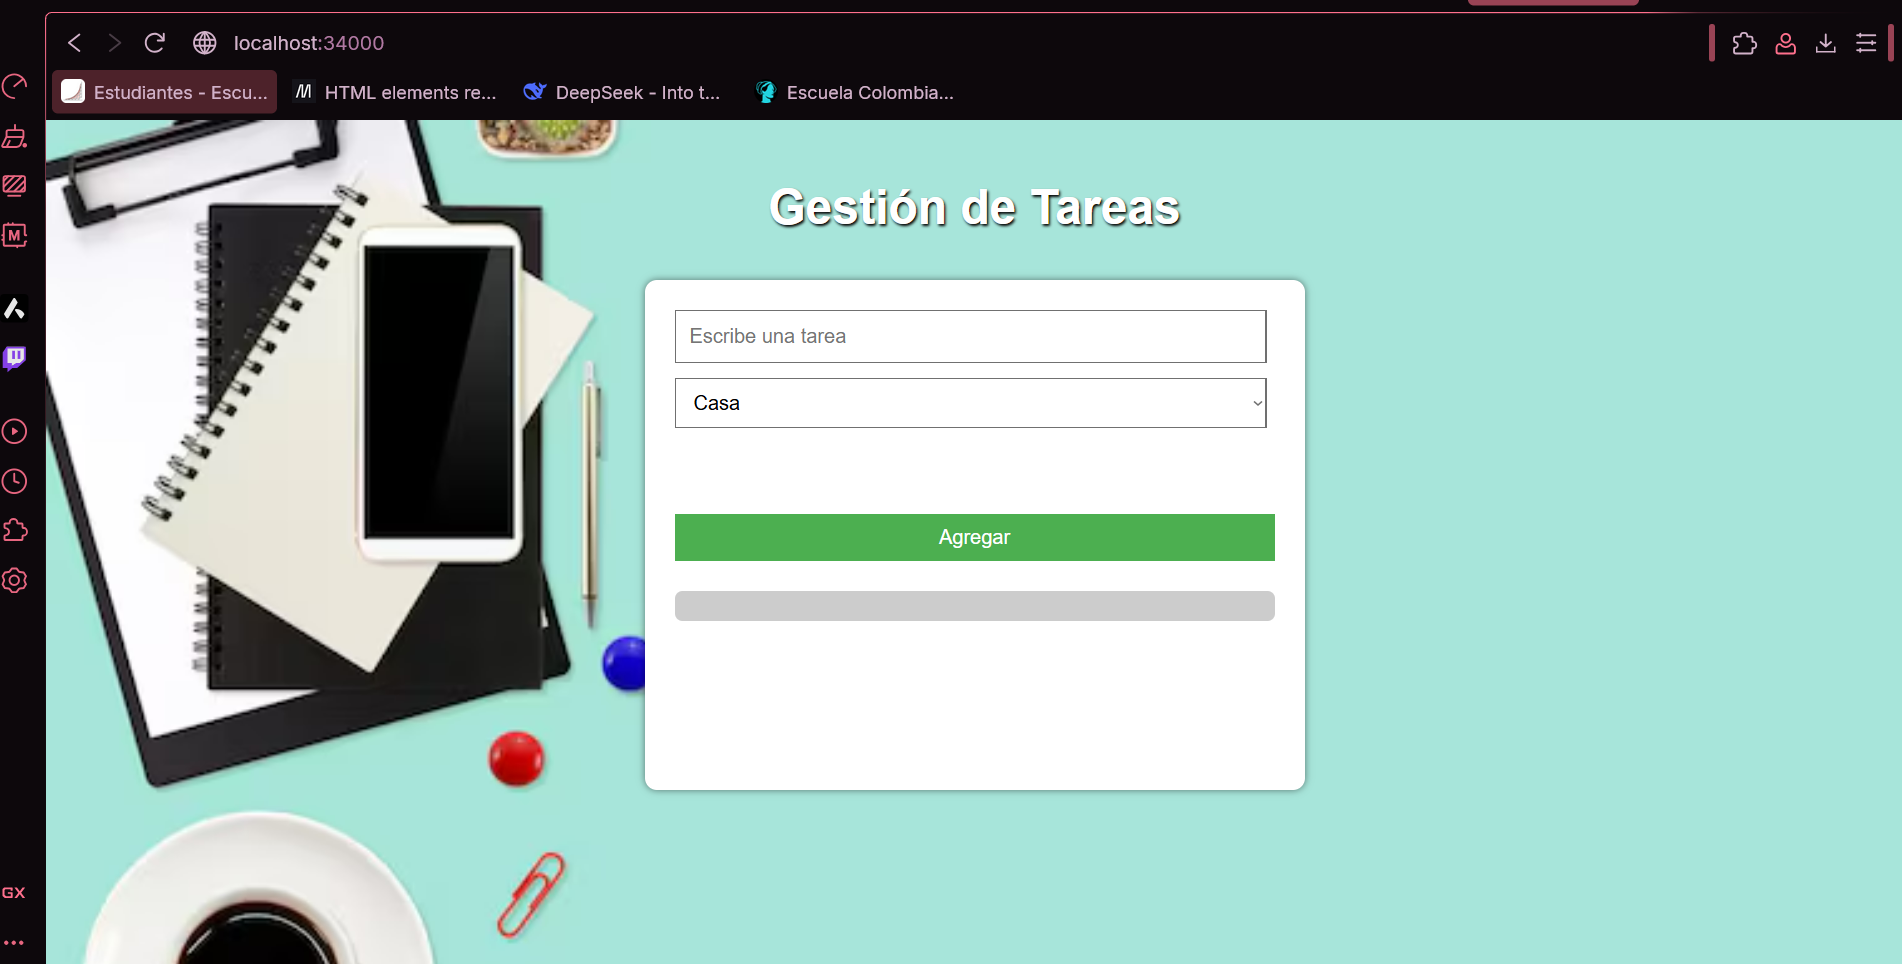 localhost:34000
Estudiantes - Escu...
HTML elements re...
DeepSeek - Into t...
Escuela Colombia...
M
Gestión de Tareas
Escribe una tarea
Casa
Agregar
GX